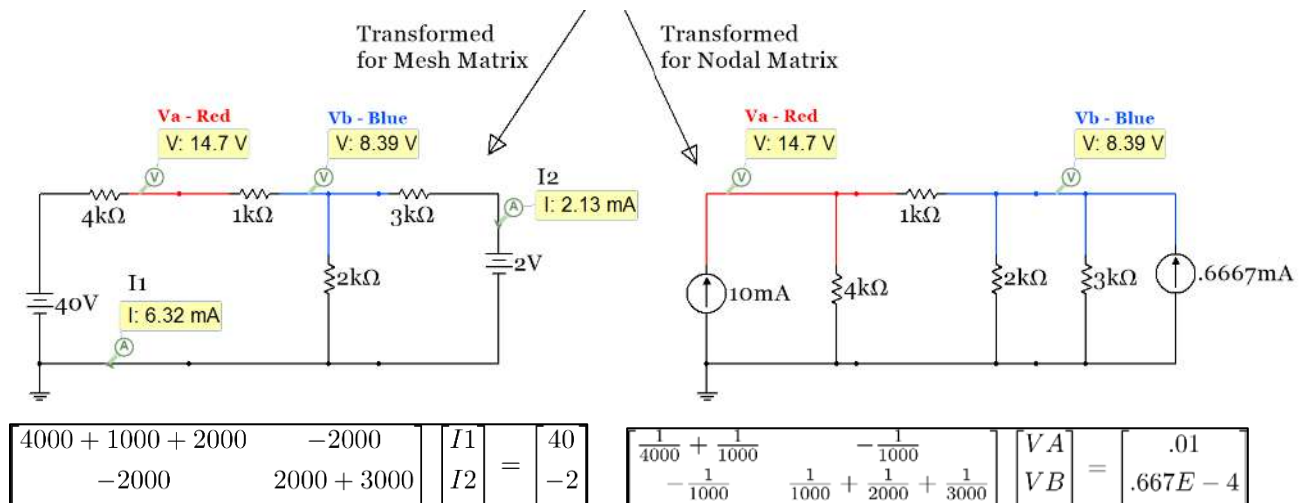 Transformed
for Mesh Matrix
Transformed
for Nodal Matrix
Va - Red
V: 14.7 V
Vb - Blue
V: 8.39 V
Va - Red
V: 14.7 V
Vb - Blue
V: 8.39 V
V
V
V
V
4kΩ
1kΩ
3kΩ
I2
A
I: 2.13 mA
1kΩ
2kΩ
2V
40V
I1
I: 6.32 mA
A
10mA
4kΩ
2kΩ
3kΩ
.6667mA
4000 + 1000 + 2000 −2000 I1 = 40
−2000 2000 + 3000 I2 −2
1/4000 + 1/1000 −1/1000 VA = .01
−1/1000 1/1000 + 1/2000 + 1/3000 VB .667E − 4